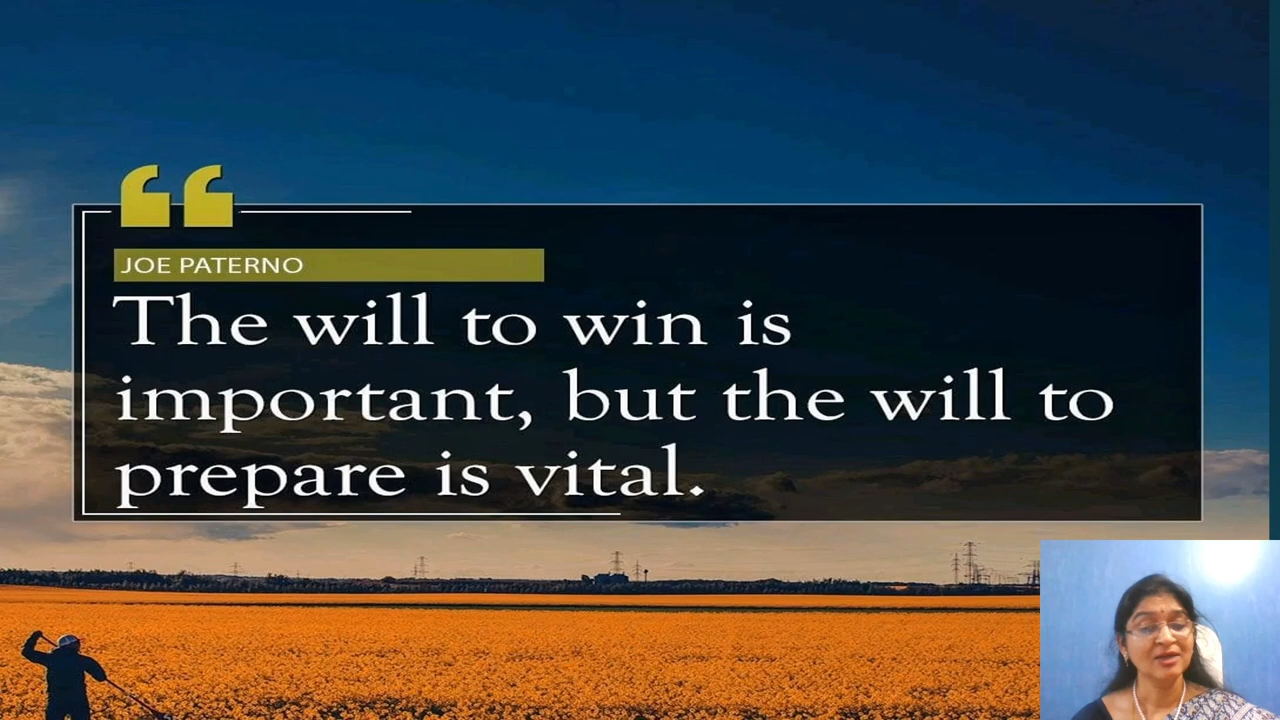 JOE PATERNO
The will to win is
important, but the will to
prepare is vital.